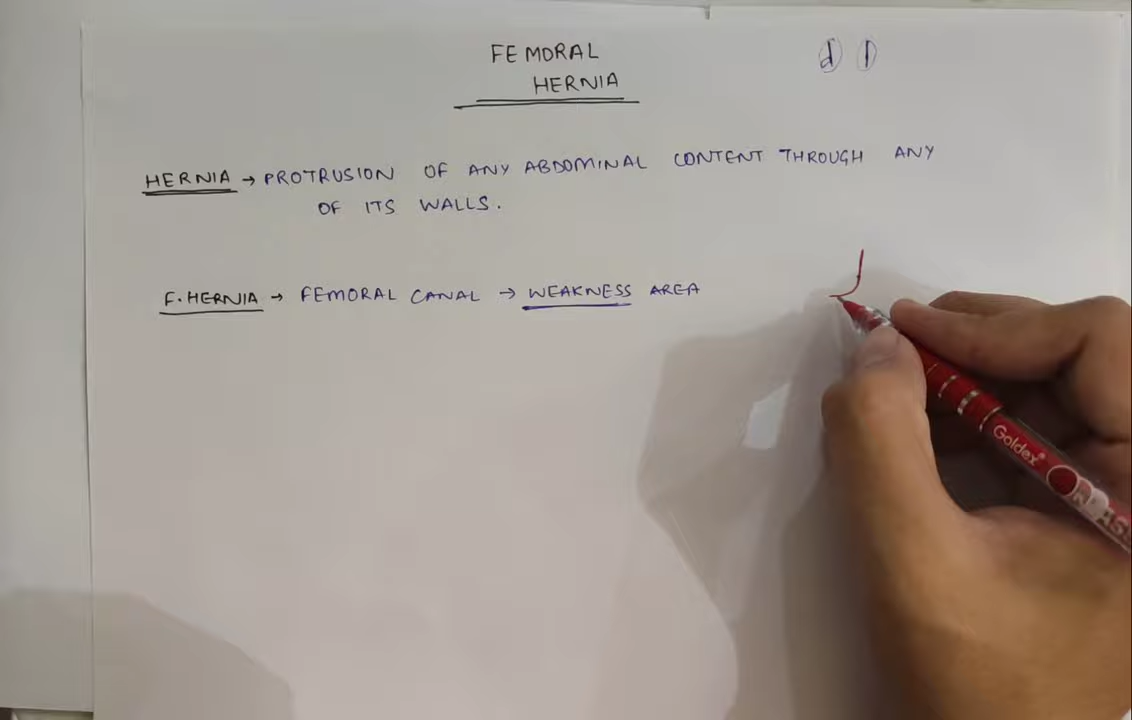 FEMORAL
HERNIA
HERNIA → PROTRUSION OF ANY ABDOMINAL CONTENT THROUGH ANY
OF ITS WALLS.
F. HERNIA → FEMORAL CANAL → WEAKNESS AREA
Goldex